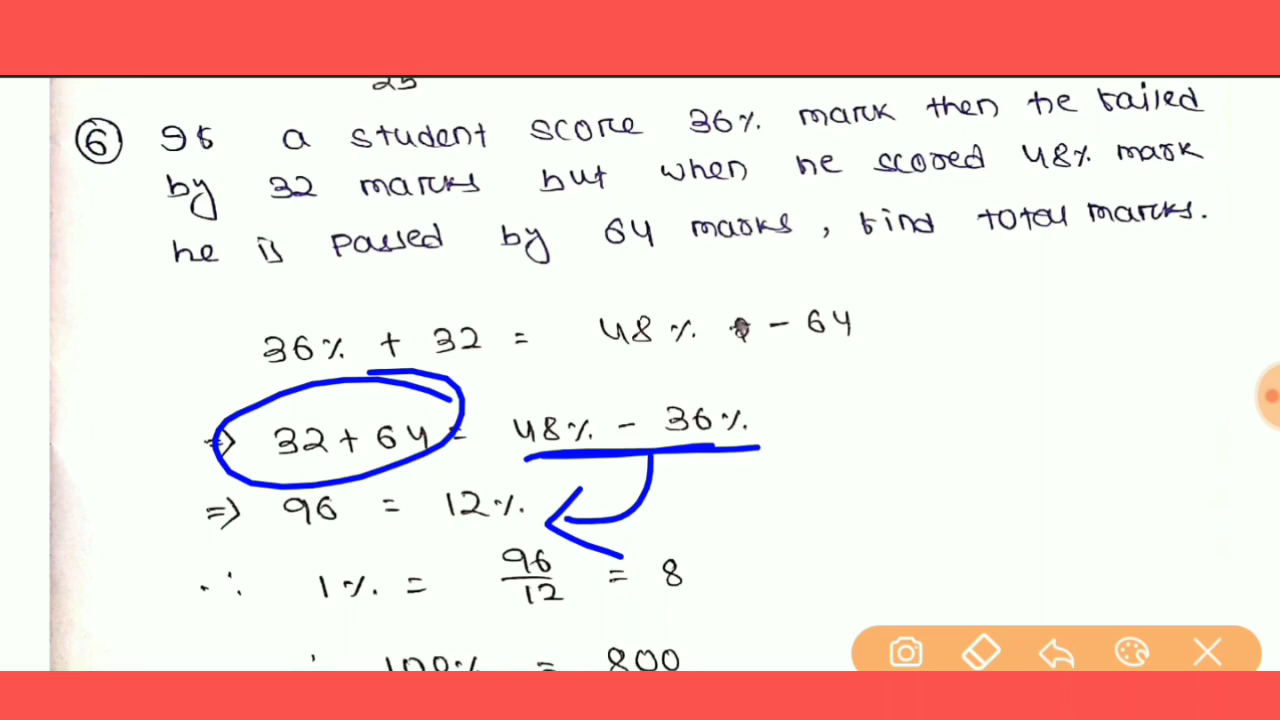 25
⑥ If a student score 36% mark then he failed
by 32 marks but when he scored 48% mark
he is passed by 64 marks, find total marks.
36% + 32 = 48% - 64
=> 32 + 64 = 48% - 36%
=> 96 = 12%
∴ 1% = 96/12 = 8
∴ 100% = 800